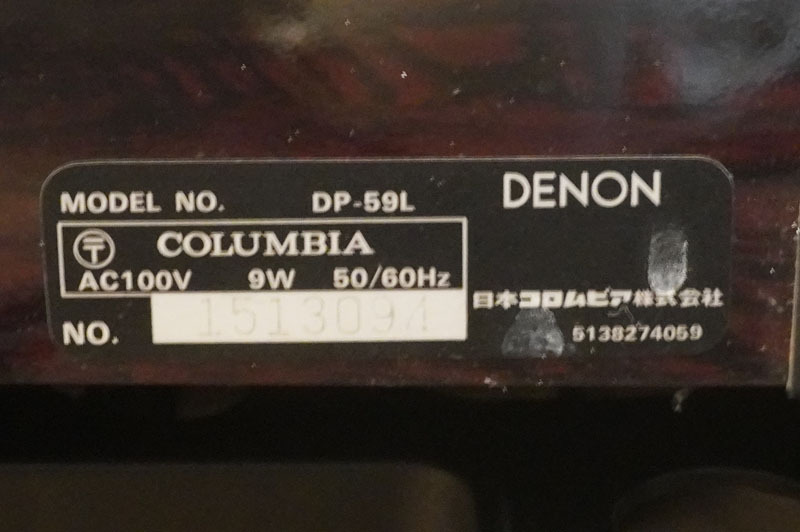 MODEL NO. DP-59L
DENON
〒 COLUMBIA
AC100V 9W 50/60Hz
NO. 1513094
日本コロムビア株式会社
5138274059